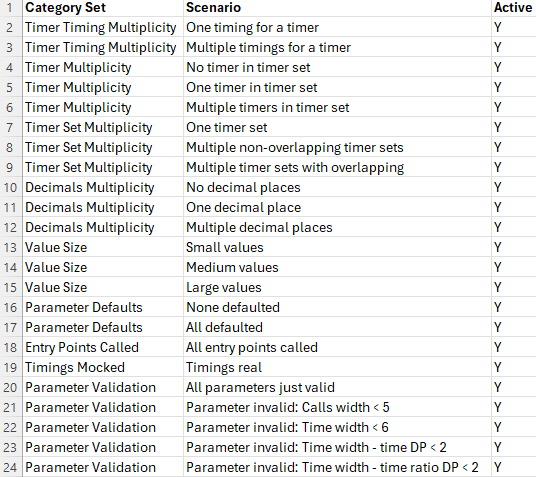 1 Category Set Scenario Active
2 Timer Timing Multiplicity One timing for a timer Y
3 Timer Timing Multiplicity Multiple timings for a timer Y
4 Timer Multiplicity No timer in timer set Y
5 Timer Multiplicity One timer in timer set Y
6 Timer Multiplicity Multiple timers in timer set Y
7 Timer Set Multiplicity One timer set Y
8 Timer Set Multiplicity Multiple non-overlapping timer sets Y
9 Timer Set Multiplicity Multiple timer sets with overlapping Y
10 Decimals Multiplicity No decimal places Y
11 Decimals Multiplicity One decimal place Y
12 Decimals Multiplicity Multiple decimal places Y
13 Value Size Small values Y
14 Value Size Medium values Y
15 Value Size Large values Y
16 Parameter Defaults None defaulted Y
17 Parameter Defaults All defaulted Y
18 Entry Points Called All entry points called Y
19 Timings Mocked Timings real Y
20 Parameter Validation All parameters just valid Y
21 Parameter Validation Parameter invalid: Calls width < 5 Y
22 Parameter Validation Parameter invalid: Time width < 6 Y
23 Parameter Validation Parameter invalid: Time width - time DP < 2 Y
24 Parameter Validation Parameter invalid: Time width - time ratio DP < 2 Y